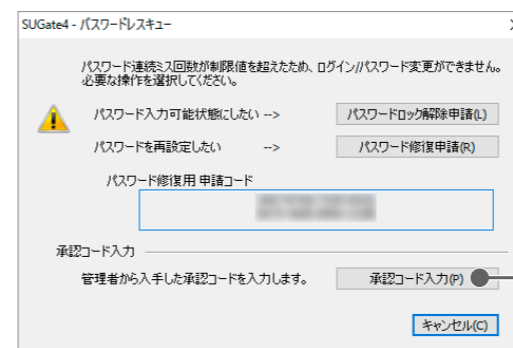 SUGate4 - パスワードレスキュー
パスワード連続ミス回数が制限値を超えたため、ログイン/パスワード変更ができません。
必要な操作を選択してください。
パスワード入力可能状態にしたい --> パスワードロック解除申請(L)
パスワードを再設定したい --> パスワード修復申請(R)
パスワード修復用 申請コード
承認コード入力
管理者から入手した承認コードを入力します。 承認コード入力(P)
キャンセル(C)